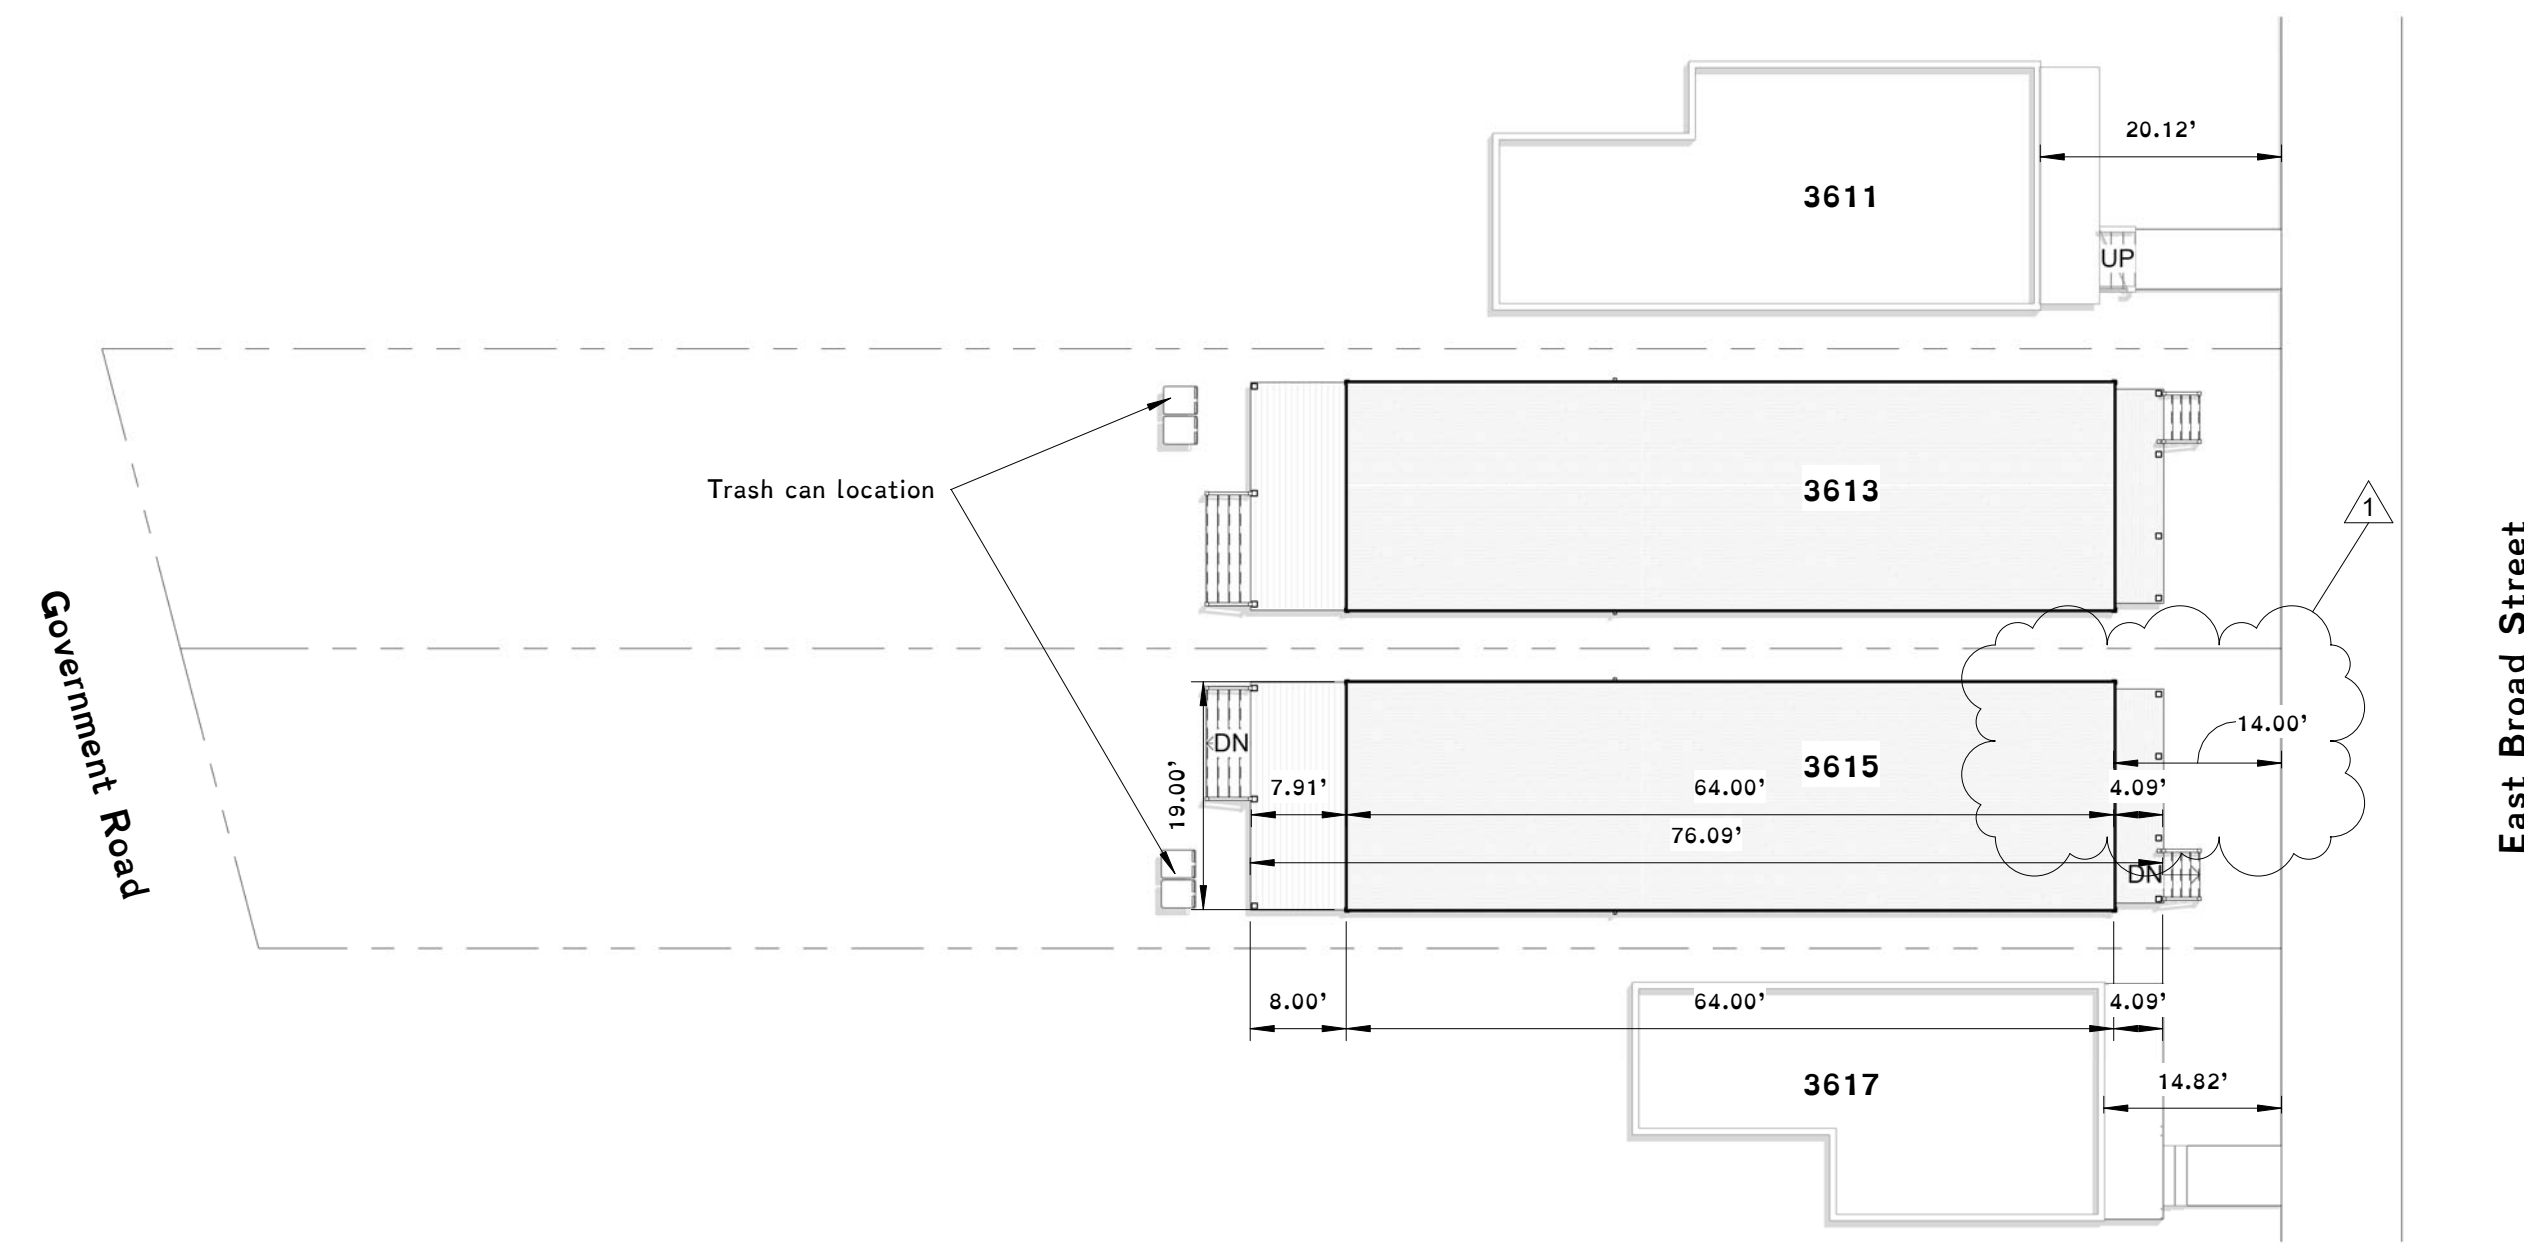 20.12’
3611
UP
Trash can location
3613
1
East Broad Street
Government Road
14.00’
DN
19.00’
7.91’
64.00’
3615
4.09’
76.09’
DN
8.00’
64.00’
4.09’
3617
14.82’